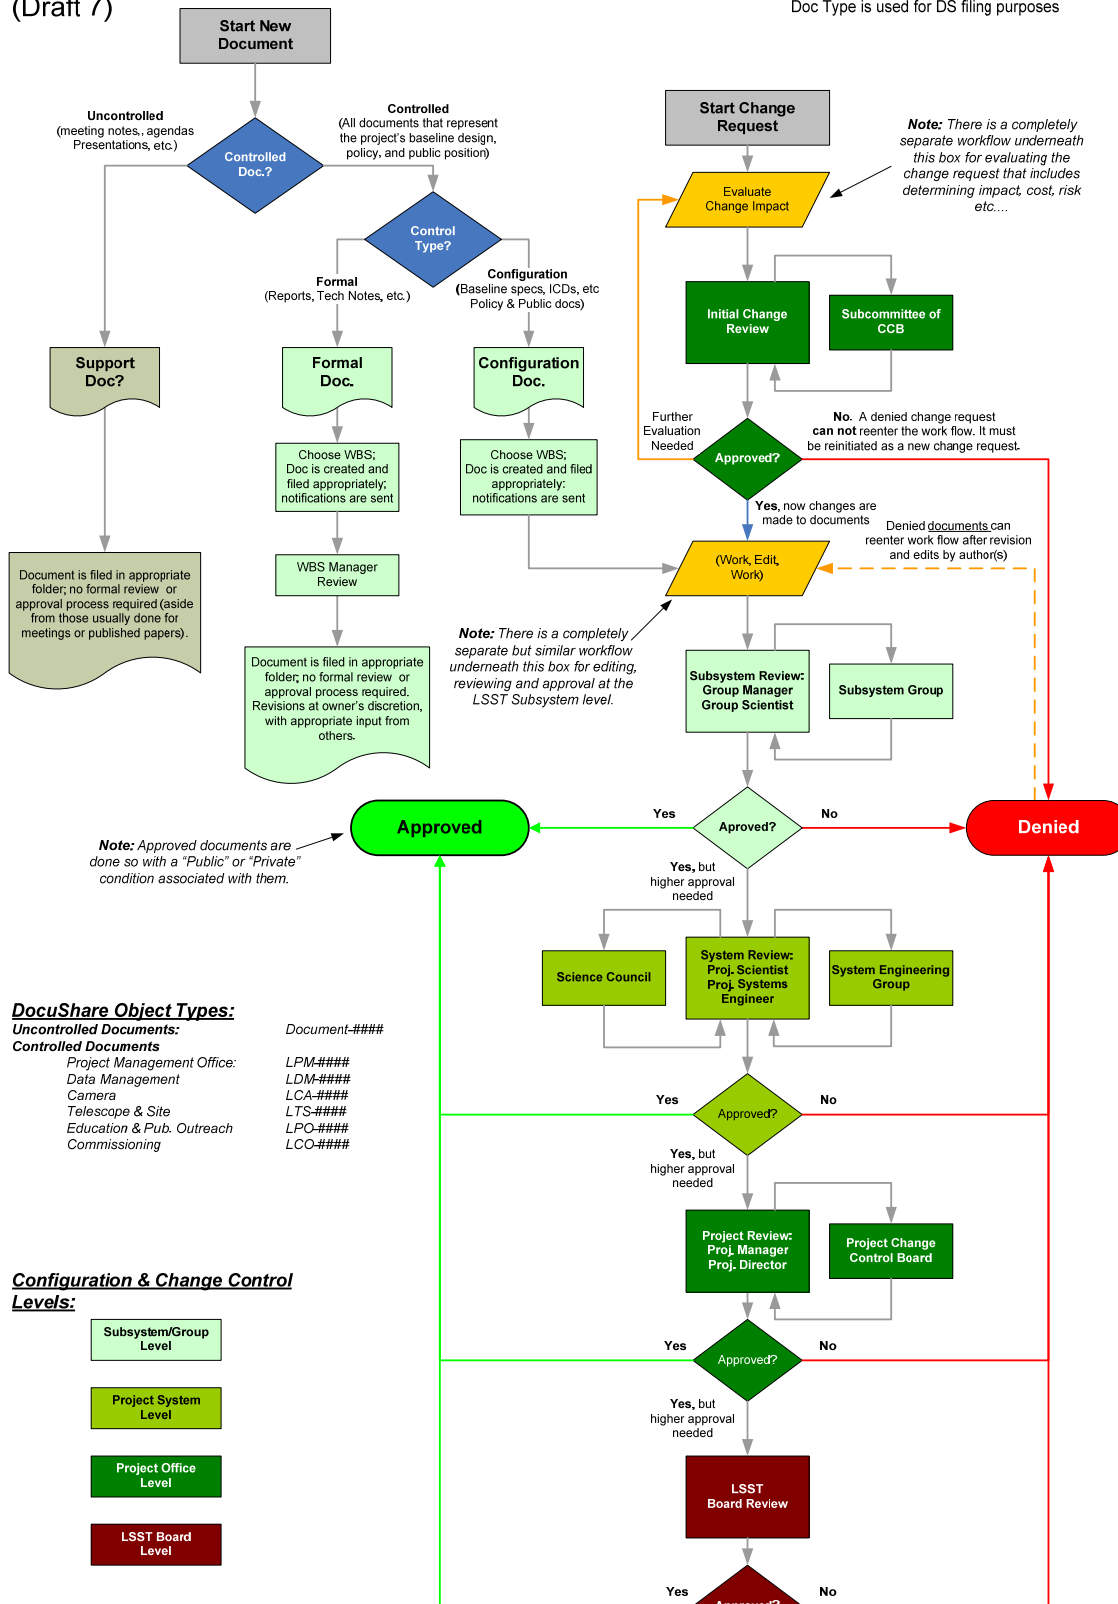 (Draft 7)
Doc Type is used for DS filing purposes
Start New
Document
Uncontrolled
(meeting notes,, agendas
Presentations, etc.)
Controlled
(All documents that represent
the project's baseline design,
policy, and public position)
Controlled
Doc.?
Control
Type?
Formal
(Reports, Tech Notes, etc.)
Configuration
(Baseline specs, ICDs, etc
Policy & Public docs)
Support
Doc?
Formal
Doc.
Configuration
Doc.
Choose WBS;
Doc is created and
filed appropriately;
notifications are sent
Choose WBS;
Doc is created and filed
appropriately:
notifications are sent
WBS Manager
Review
Document is filed in appropriate
folder; no formal review or
approval process required (aside
from those usually done for
meetings or published papers).
Document is filed in appropriate
folder; no formal review or
approval process required.
Revisions at owner's discretion,
with appropriate input from
others.
Start Change
Request
Note: There is a completely
separate workflow underneath
this box for evaluating the
change request that includes
determining impact, cost, risk
etc....
Evaluate
Change Impact
Initial Change
Review
Subcommittee of
CCB
Further
Evaluation
Needed
No. A denied change request
can not reenter the work flow. It must
be reinitiated as a new change request.
Approved?
Yes, now changes are
made to documents
Denied documents can
reenter work flow after revision
and edits by author(s)
(Work, Edit,
Work)
Note: There is a completely
separate but similar workflow
underneath this box for editing,
reviewing and approval at the
LSST Subsystem level.
Subsystem Review:
Group Manager
Group Scientist
Subsystem Group
Yes
No
Approved
Aproved?
Denied
Note: Approved documents are
done so with a “Public” or “Private”
condition associated with them.
Yes, but
higher approval
needed
Science Council
System Review:
Proj. Scientist
Proj. Systems
Engineer
System Engineering
Group
DocuShare Object Types:
Uncontrolled Documents: Document-####
Controlled Documents
Project Management Office: LPM-####
Data Management LDM-####
Camera LCA-####
Telescope & Site LTS-####
Education & Pub. Outreach LPO-####
Commissioning LCO-####
Yes
No
Approved?
Yes, but
higher approval
needed
Project Review:
Proj. Manager
Proj. Director
Project Change
Control Board
Configuration & Change Control
Levels:
Subsystem/Group
Level
Project System
Level
Project Office
Level
LSST Board
Level
Yes
No
Approved?
Yes, but
higher approval
needed
LSST
Board Review
Yes
No
Approved?